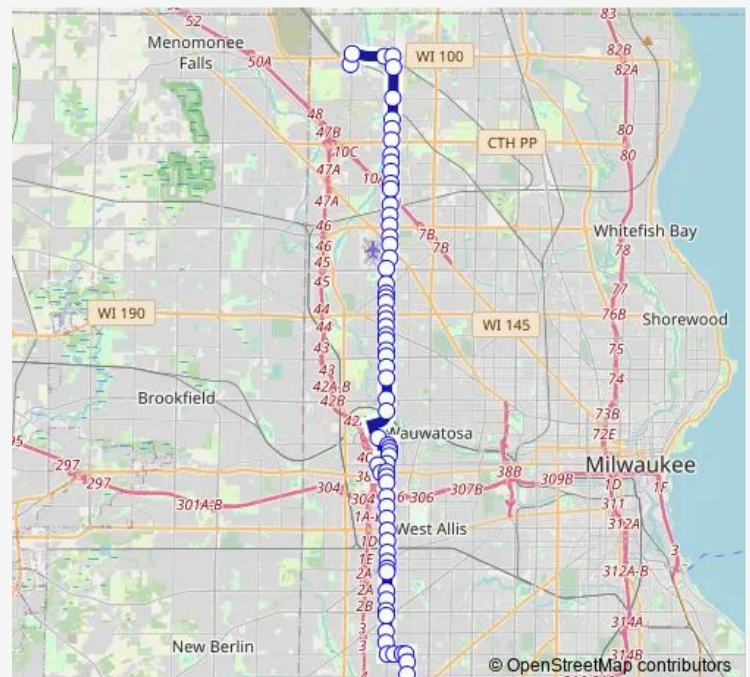 52
83
Menomonee
Falls
50A
WI 100
82B
82A
48
47B
10C
CTH PP
80
80
47A
10A
47A
46
7B
7B
Whitefish Bay
78
46
45
45
77
WI 190
44
44
WI 145
76B
Shorewood
75
43
43
74
42A-B
42B
Brookfield
42
73B
72E
Wauwatosa
95
297
297
38B
309B
Milwaukee
301-A-B
304
304
306
307B
1D
1F
311
312A
1A-
West Allis
1D
1E
3
2A
312A-B
2A
2B
314A
3
3
New Berlin
314B
© OpenStreetMap contributors